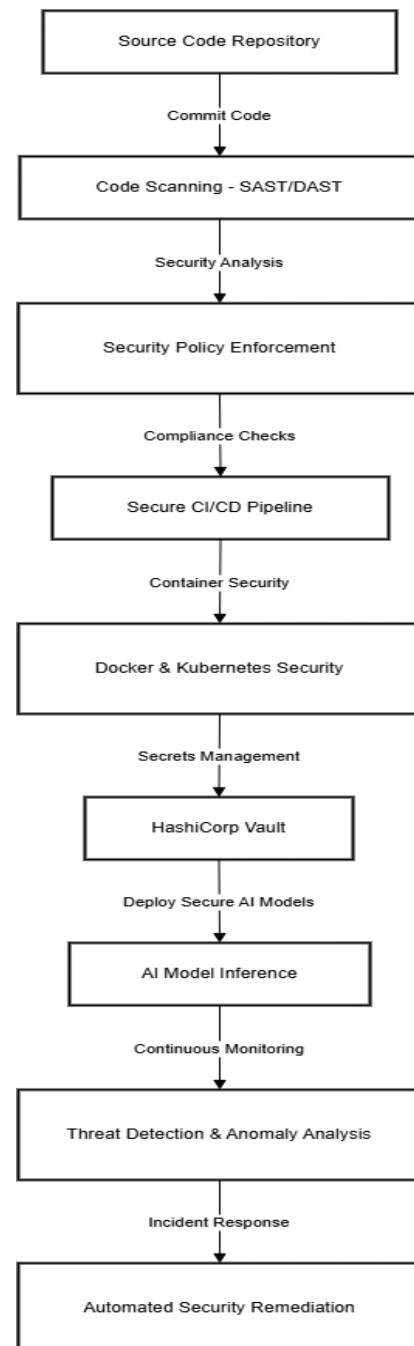 Source Code Repository
Commit Code
Code Scanning - SAST/DAST
Security Analysis
Security Policy Enforcement
Compliance Checks
Secure CI/CD Pipeline
Container Security
Docker & Kubernetes Security
Secrets Management
HashiCorp Vault
Deploy Secure AI Models
AI Model Inference
Continuous Monitoring
Threat Detection & Anomaly Analysis
Incident Response
Automated Security Remediation